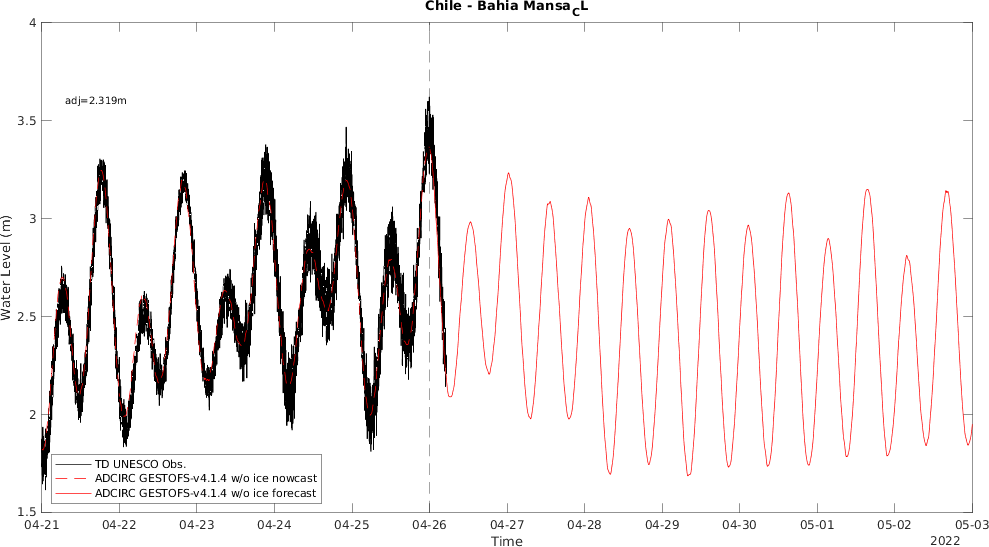 Chile - Bahia Mansa_CL
4
adj=2.319m
3.5
3
Water Level (m)
2.5
2
TD UNESCO Obs.
ADCIRC GESTOFS-v4.1.4 w/o ice nowcast
ADCIRC GESTOFS-v4.1.4 w/o ice forecast
1.5
04-21 04-22 04-23 04-24 04-25 04-26 04-27 04-28 04-29 04-30 05-01 05-02 05-03
Time
2022